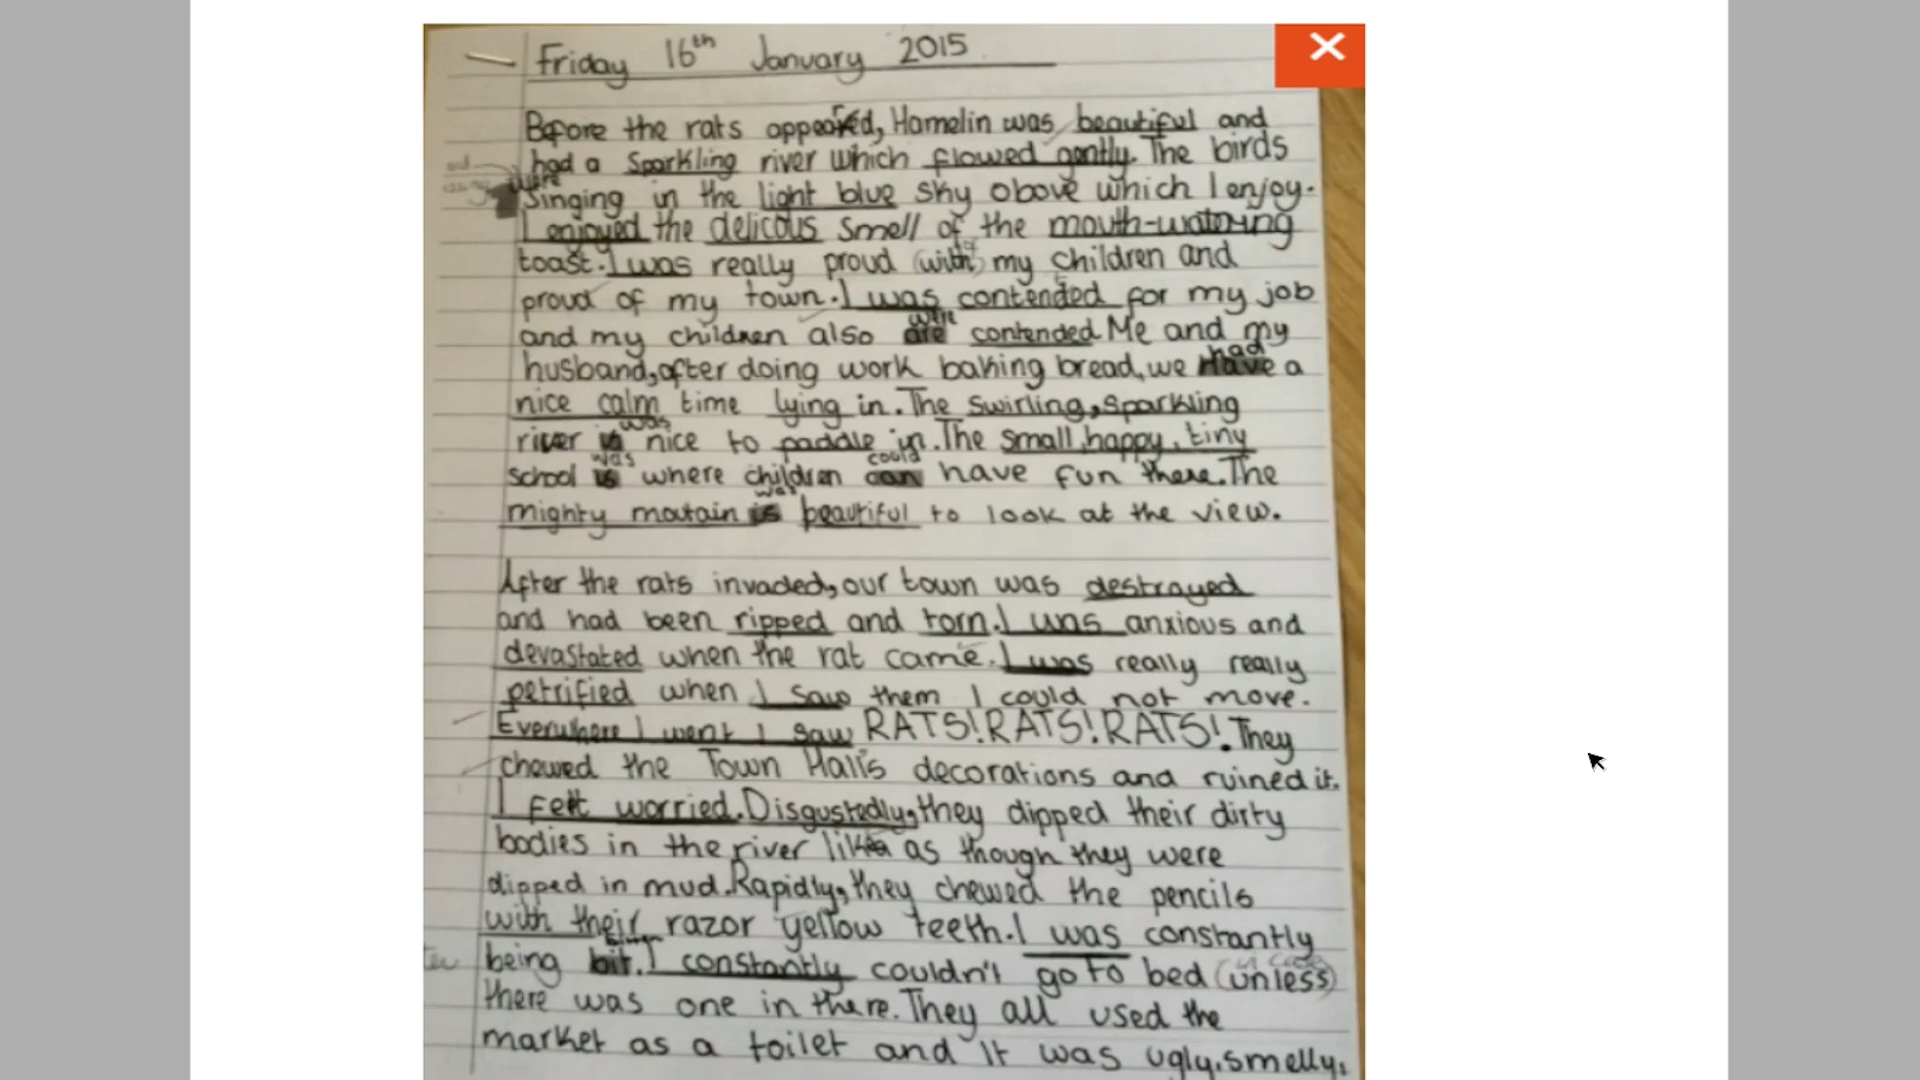 Friday 16th January 2015
Before the rats appeared, Hamelin was beautiful and
had a sparkling river which flowed gently. The birds
were singing in the light blue sky above which I enjoy.
I enjoyed the delicous smell of the mouth-watering
toast. I was really proud (with) my children and
proud of my town. I was contended for my job
and my children also were contended Me and my
husband, after doing work baking bread, we had a
nice calm time lying in. The swirling, sparkling
river was nice to paddle in. The small, happy, tiny
school was where children could have fun there. The
mighty moutain was beautiful to look at the view.
After the rats invaded, our town was destrayed
and had been ripped and torn. I was anxious and
devastated when the rat came. I was really really
petrified when I saw them I could not move.
Everwhere I went I saw RATS! RATS! RATS!. They
chewed the Town Hall's decorations and ruined it.
I felt worried. Disgustedly, they dipped their dirty
bodies in the river as though they were
dipped in mud. Rapidly, they chewed the pencils
with their razor yellow teeth. I was constantly
being I constantly couldn't go to bed (unless)
there was one in there. They all used the
market as a toilet and it was ugly, smelly,